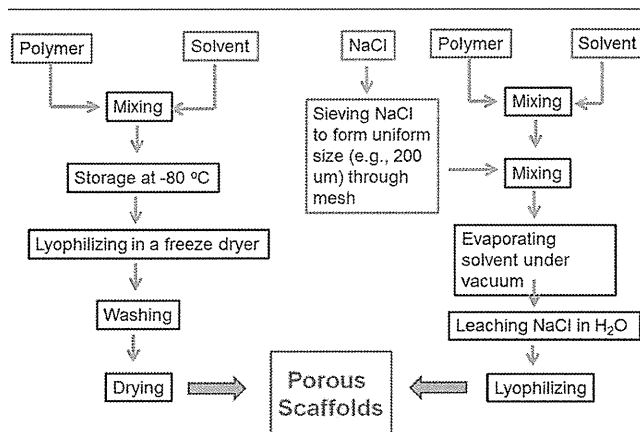 Polymer
Solvent
Mixing
Storage at -80 ºC
Lyophilizing in a freeze dryer
Washing
Drying
NaCl
Sieving NaCl
to form uniform
size (e.g., 200
um) through
mesh
Polymer
Solvent
Mixing
Mixing
Evaporating
solvent under
vacuum
Leaching NaCl in H₂O
Lyophilizing
Porous
Scaffolds